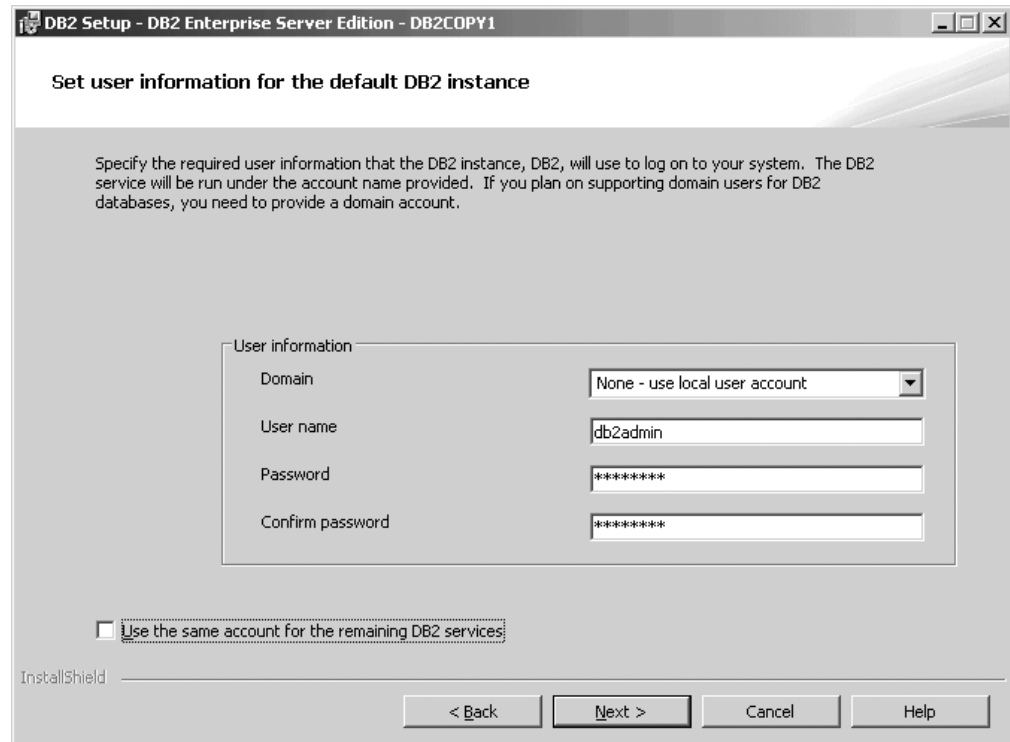 DB2 Setup - DB2 Enterprise Server Edition - DB2COPY1
Set user information for the default DB2 instance
Specify the required user information that the DB2 instance, DB2, will use to log on to your system. The DB2
service will be run under the account name provided. If you plan on supporting domain users for DB2
databases, you need to provide a domain account.
User information
Domain
None - use local user account
User name
db2admin
Password
********
Confirm password
********
Use the same account for the remaining DB2 services
InstallShield
< Back
Next >
Cancel
Help